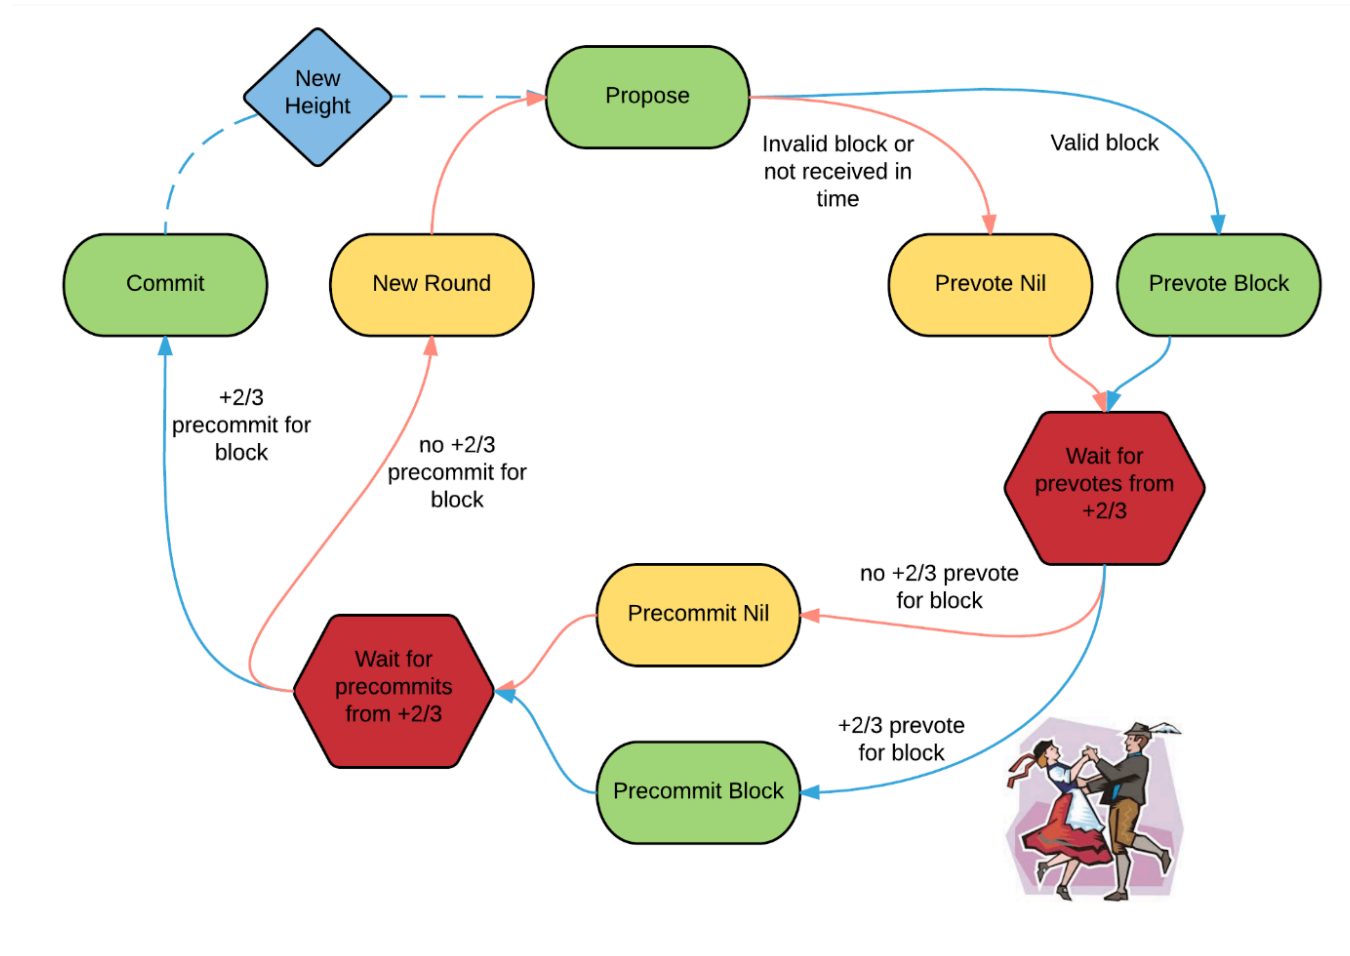 New
Height
Propose
Invalid block or
not received in
time
Valid block
Commit
New Round
Prevote Nil
Prevote Block
+2/3
precommit for
block
no +2/3
precommit for
block
Wait for
prevotes from
+2/3
no +2/3 prevote
for block
Precommit Nil
Wait for
precommits
from +2/3
+2/3 prevote
for block
Precommit Block